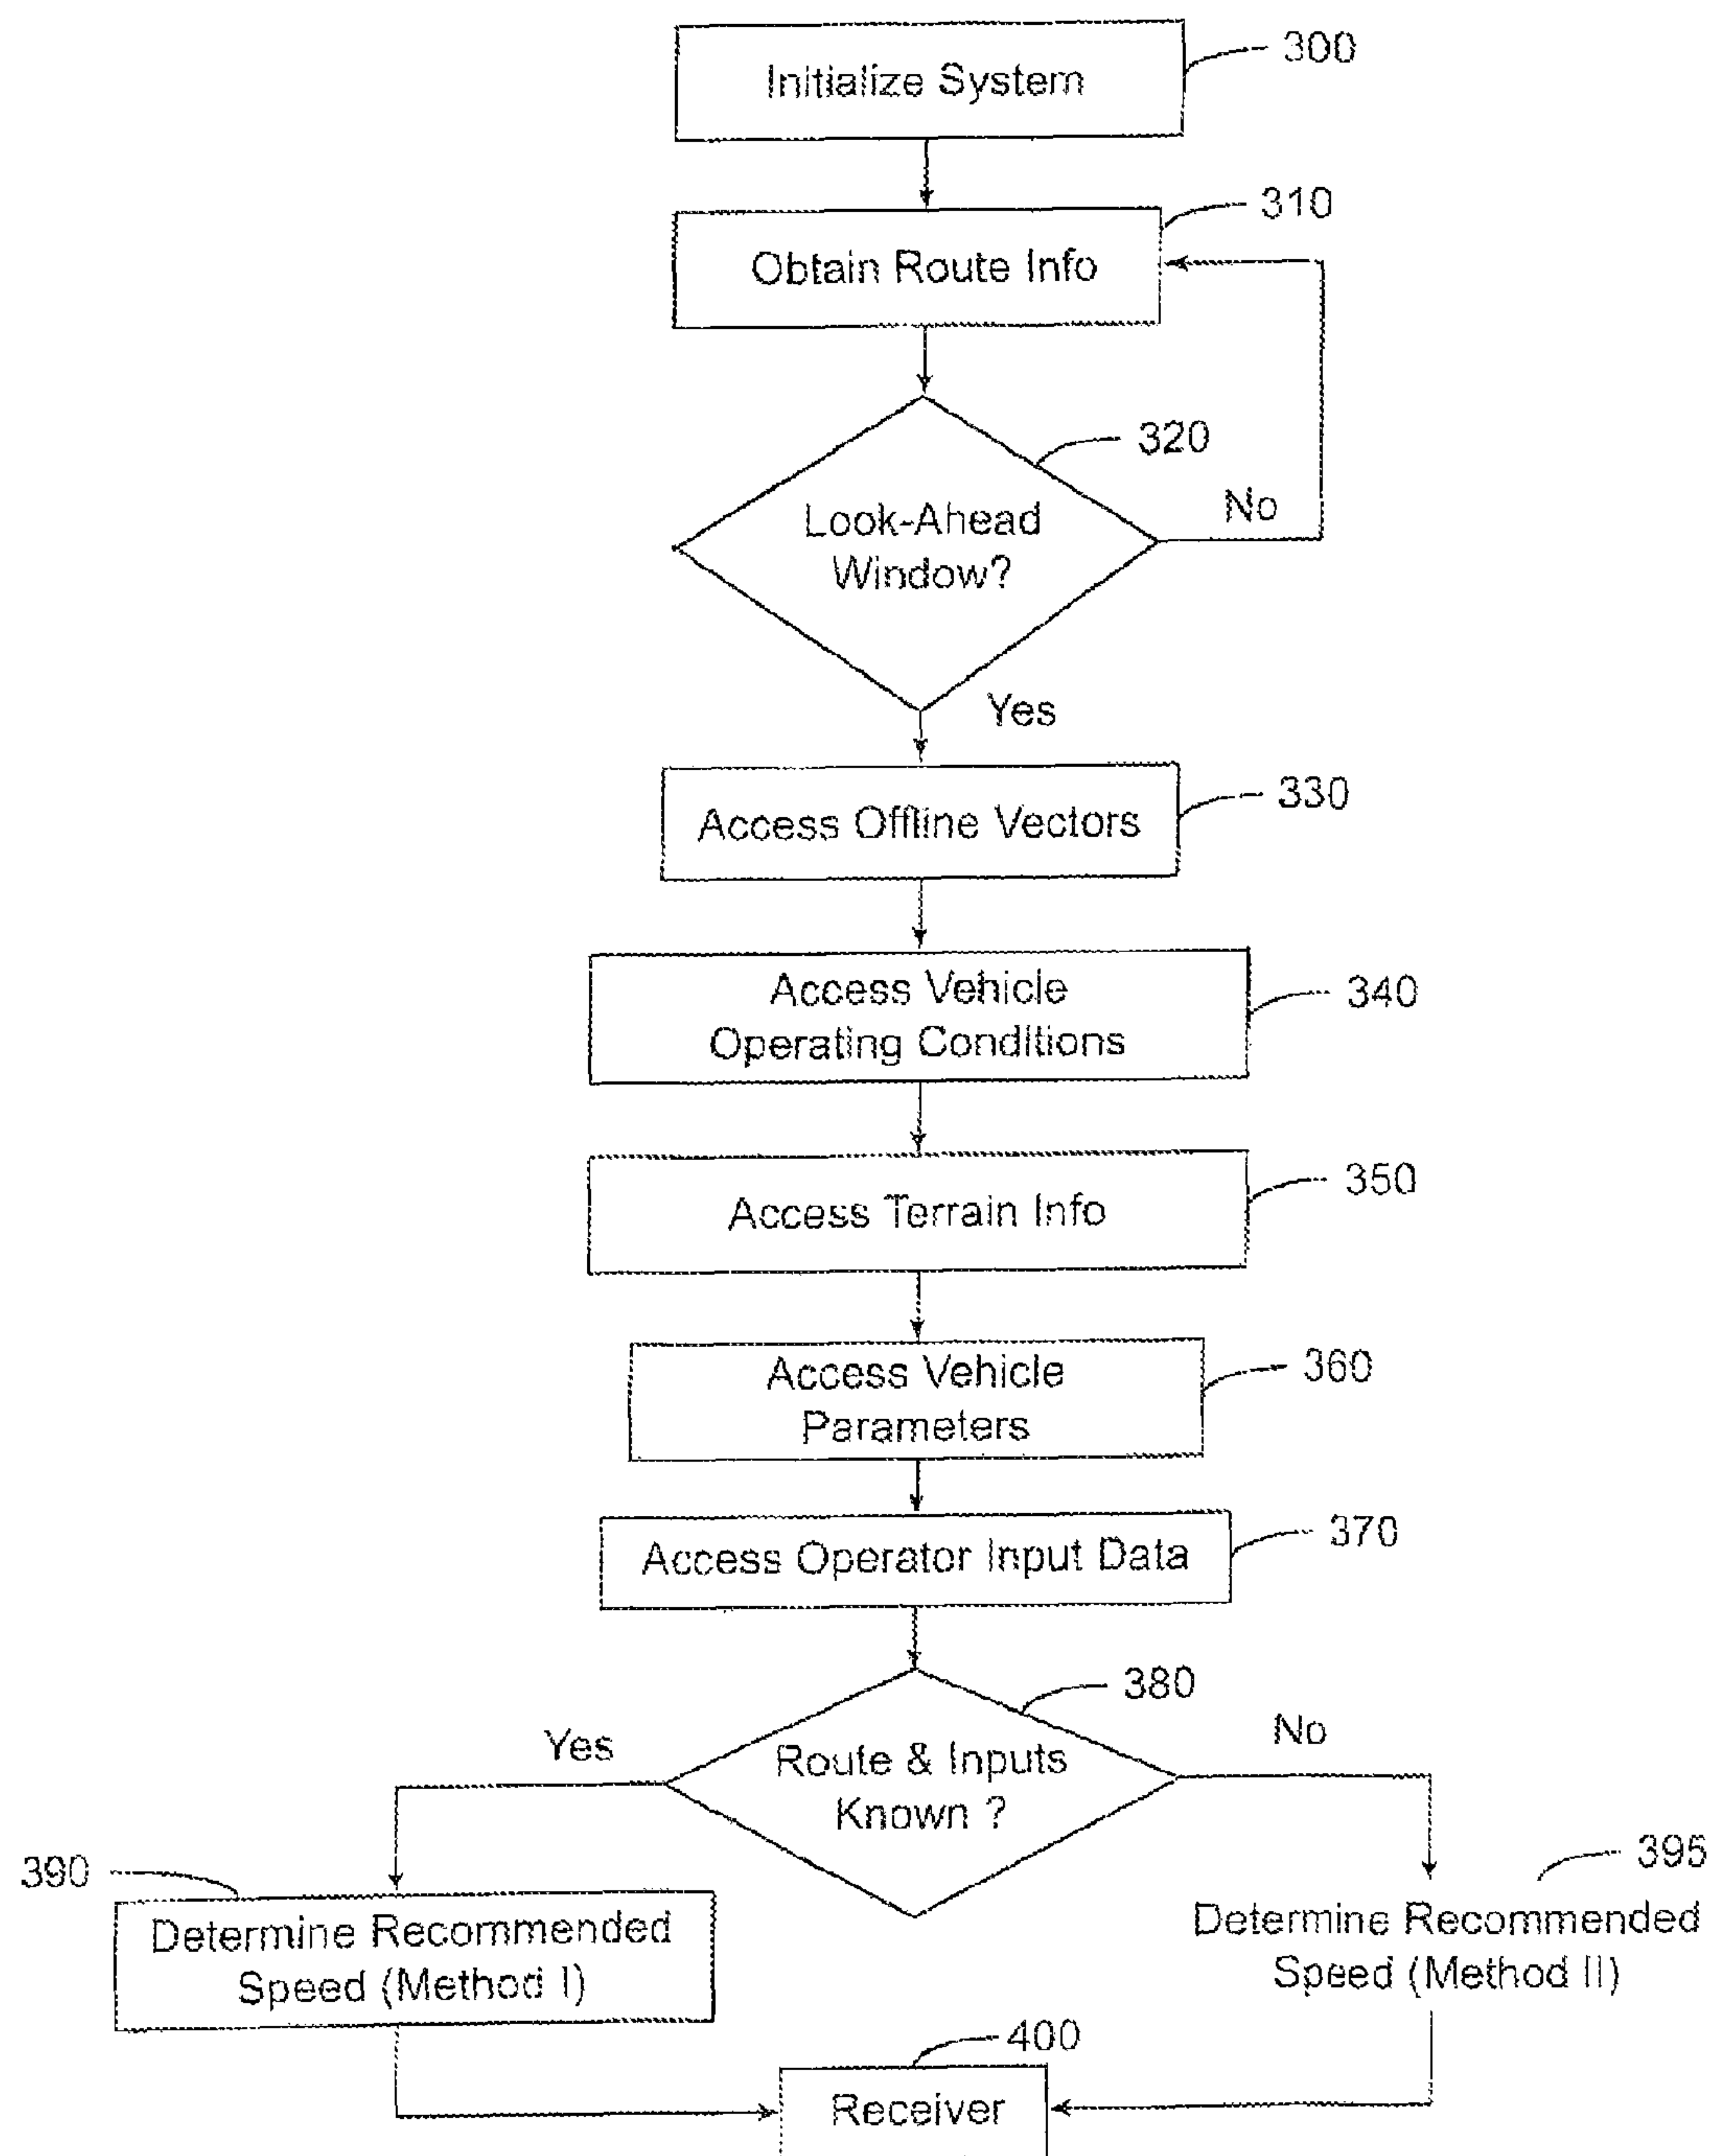 Initialize System
300
Obtain Route Info
310
320
Look-Ahead
Window?
No
Yes
Access Offline Vectors
330
Access Vehicle
Operating Conditions
340
Access Terrain Info
350
Access Vehicle
Parameters
360
Access Operator Input Data
370
380
Route & Inputs
Known ?
Yes
No
390
Determine Recommended
Speed (Method I)
395
Determine Recommended
Speed (Method II)
400
Receiver